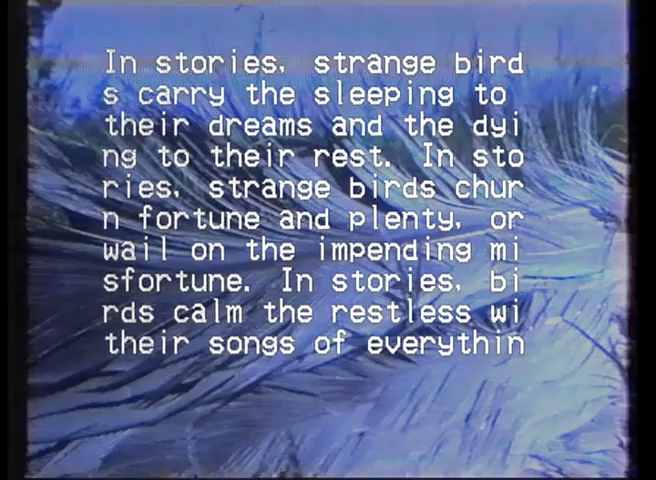 In stories, strange bird
s carry the sleeping to
their dreams and the dyi
ng to their rest. In sto
ries, strange birds chur
n fortune and plenty, or
wail on the impending mi
sfortune. In stories, bi
rds calm the restless wi
their songs of everythin